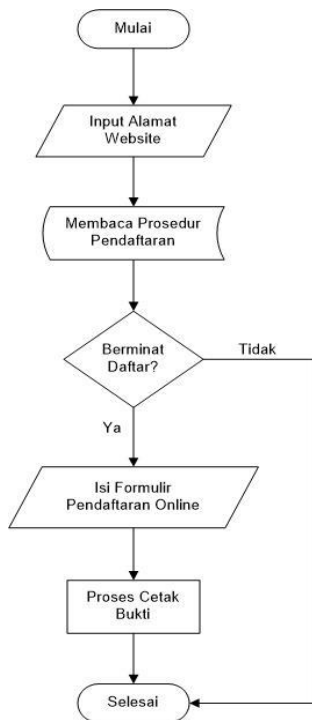 Mulai
Input Alamat
Website
Membaca Prosedur
Pendaftaran
Berminat
Daftar?
Tidak
Ya
Isi Formulir
Pendaftaran Online
Proses Cetak
Bukti
Selesai